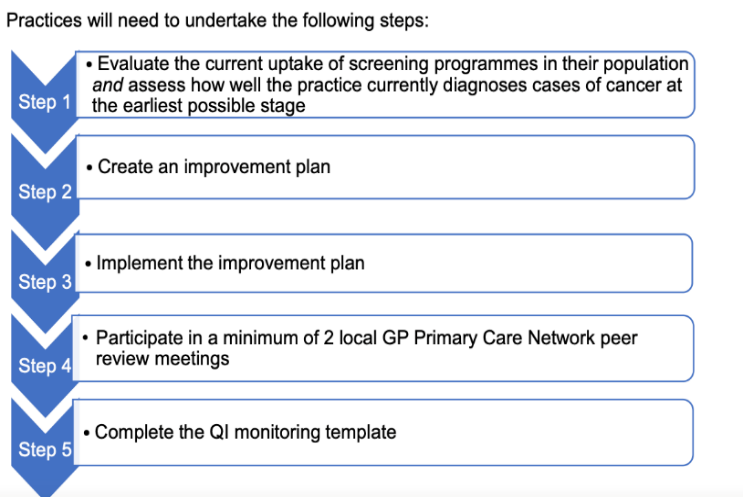 Practices will need to undertake the following steps:
Step 1
• Evaluate the current uptake of screening programmes in their population
and assess how well the practice currently diagnoses cases of cancer at
the earliest possible stage
Step 2
• Create an improvement plan
Step 3
• Implement the improvement plan
Step 4
• Participate in a minimum of 2 local GP Primary Care Network peer
review meetings
Step 5
• Complete the QI monitoring template